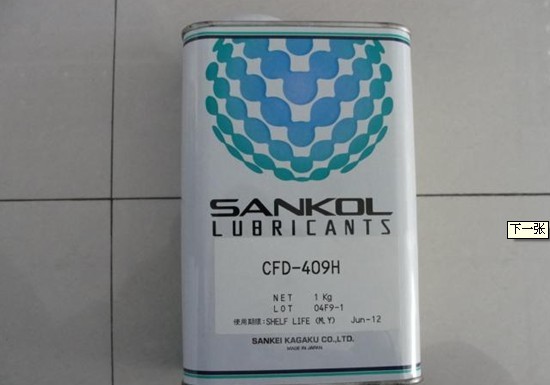 SANKOL
LUBRICANTS
CFD-409H
NET 1 Kg
LOT 04F9-1
使用期限:SHELF LIFE (M,Y) Jun-12
SANKEI KAGAKU CO.,LTD.
MADE IN JAPAN
下一张